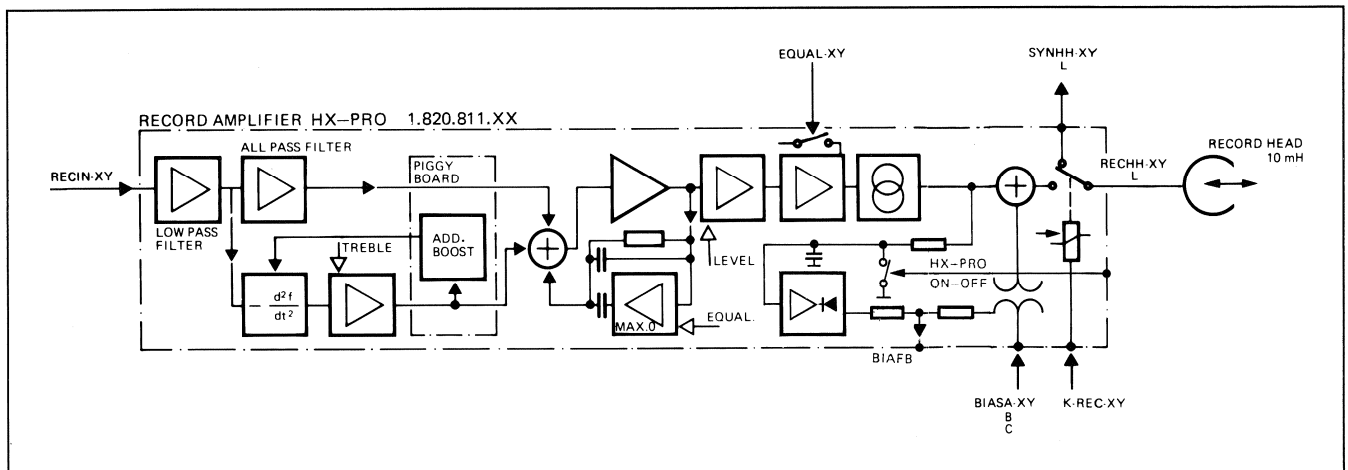 EQUAL-XY
SYNHH-XY
L
RECORD AMPLIFIER HX-PRO 1.820.811.XX
ALL PASS FILTER
PIGGY
BOARD
RECORD HEAD
10 mH
RECIN-XY
RECHH-XY
L
LOW PASS
FILTER
TREBLE
ADD.
BOOST
LEVEL
HX-PRO
ON-OFF
- d²f
dt²
MAX.0
EQUAL.
BIAFB
BIASA-XY
B
C
K-REC-XY